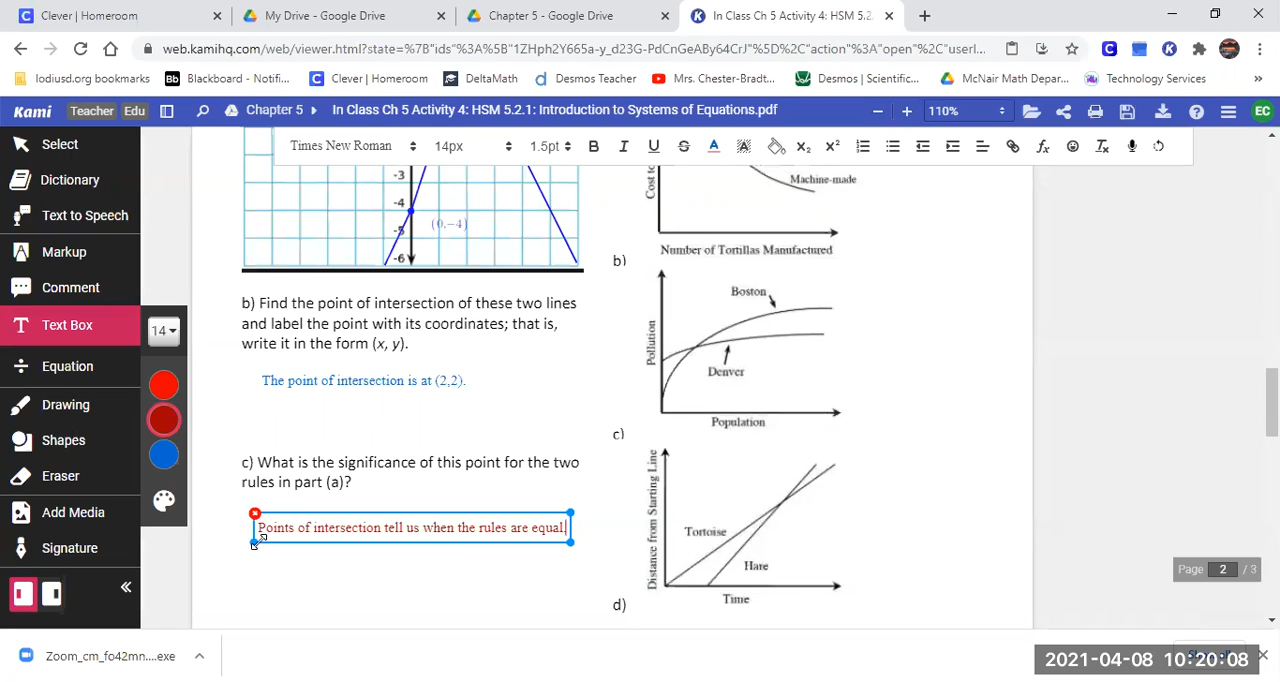 Clever | Homeroom
My Drive - Google Drive
Chapter 5 - Google Drive
In Class Ch 5 Activity 4: HSM 5.2.
web.kamihq.com/web/viewer.html?state=%7B"ids"%3A%5B"1ZHph2Y665a-y_d23G-PdCnGeABy64CrJ"%5D%2C"action"%3A"open"%2C"userI...
lodiusd.org bookmarks
Bb Blackboard - Notifi...
Clever | Homeroom
DeltaMath
Desmos Teacher
Mrs. Chester-Bradt...
Desmos | Scientific...
McNair Math Depar...
Technology Services
»
Kami Teacher Edu
Chapter 5
In Class Ch 5 Activity 4: HSM 5.2.1: Introduction to Systems of Equations.pdf
110%
EC
Times New Roman 14px 1.5pt B I U S A
Select
Dictionary
Text to Speech
Markup
Comment
Text Box
Equation
Drawing
Shapes
Eraser
Add Media
Signature
14
-3
-4
(0,-4)
-5
-6
b) Find the point of intersection of these two lines
and label the point with its coordinates; that is,
write it in the form (x, y).
The point of intersection is at (2,2).
c) What is the significance of this point for the two
rules in part (a)?
Points of intersection tell us when the rules are equal.
Cost to
Machine-made
Number of Tortillas Manufactured
b)
Boston
Pollution
Denver
Population
c)
Distance from Starting Line
Tortoise
Hare
Time
d)
Page 2 / 3
Zoom_cm_fo42mn....exe
2021-04-08 10:20:08